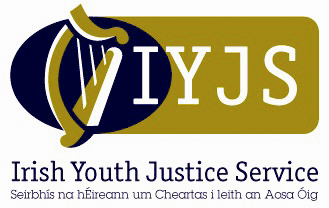 IYJS
Irish Youth Justice Service
Seirbhís na hÉireann um Cheartas i leith an Aosa Óig